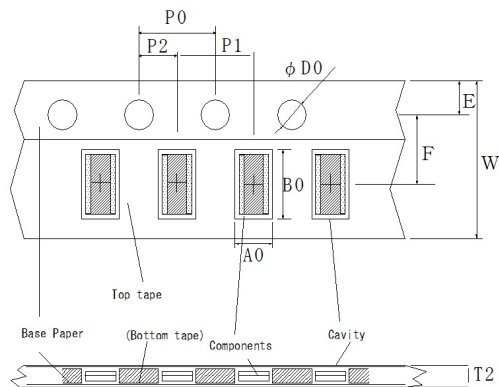 P0
P2
P1
φD0
E
F
W
B0
A0
Top tape
Base Paper
(Bottom tape)
Components
Cavity
T2